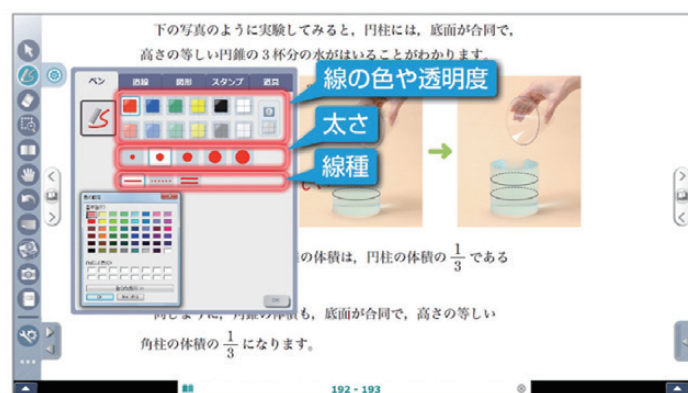 下の写真のように実験してみると，円柱には，底面が合同で，
高さの等しい円錐の3杯分の水がはいることがわかります。
ペン
直線
図形
スタンプ
道具
線の色や透明度
太さ
線種
の体積は，円柱の体積の 1/3 である
同じように，角錐の体積も，底面が合同で，高さの等しい
角柱の体積の 1/3 になります。
OK
192 - 193